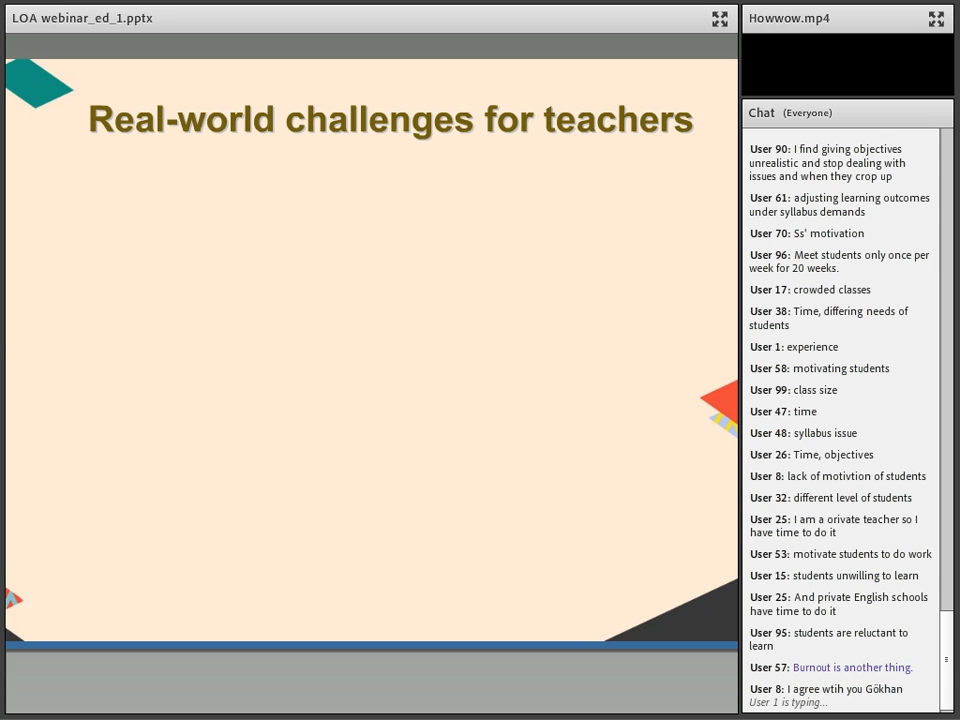 LOA webinar_ed_1.pptx
Real-world challenges for teachers
Howwow.mp4
Chat (Everyone)
User 90: I find giving objectives
unrealistic and stop dealing with
issues and when they crop up
User 61: adjusting learning outcomes
under syllabus demands
User 70: Ss' motivation
User 96: Meet students only once per
week for 20 weeks.
User 17: crowded classes
User 38: Time, differing needs of
students
User 1: experience
User 58: motivating students
User 99: class size
User 47: time
User 48: syllabus issue
User 26: Time, objectives
User 8: lack of motivtion of students
User 32: different level of students
User 25: I am a orivate teacher so I
have time to do it
User 53: motivate students to do work
User 15: students unwilling to learn
User 25: And private English schools
have time to do it
User 95: students are reluctant to
learn
User 57: Burnout is another thing.
User 8: I agree wtih you Gökhan
User 1 is typing...